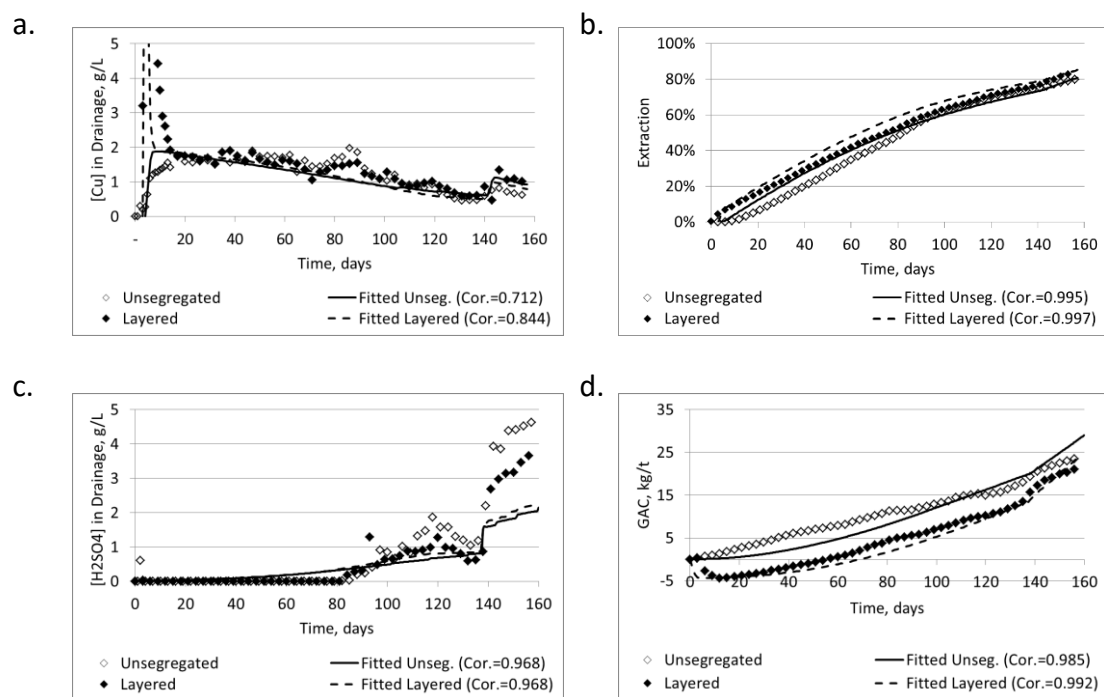 a.
[Cu] in Drainage, g/L
5
4
3
2
1
0
- 20 40 60 80 100 120 140 160
Time, days
Unsegregated Fitted Unseg. (Cor.=0.712)
Layered Fitted Layered (Cor.=0.844)
b.
Extraction
100%
80%
60%
40%
20%
0%
0 20 40 60 80 100 120 140 160
Time, days
Unsegregated Fitted Unseg. (Cor.=0.995)
Layered Fitted Layered (Cor.=0.997)
c.
[H2SO4] in Drainage, g/L
5
4
3
2
1
0
0 20 40 60 80 100 120 140 160
Time, days
Unsegregated Fitted Unseg. (Cor.=0.968)
Layered Fitted Layered (Cor.=0.968)
d.
GAC, kg/t
35
25
15
5
-5
0 20 40 60 80 100 120 140 160
Time, days
Unsegregated Fitted Unseg. (Cor.=0.985)
Layered Fitted Layered (Cor.=0.992)